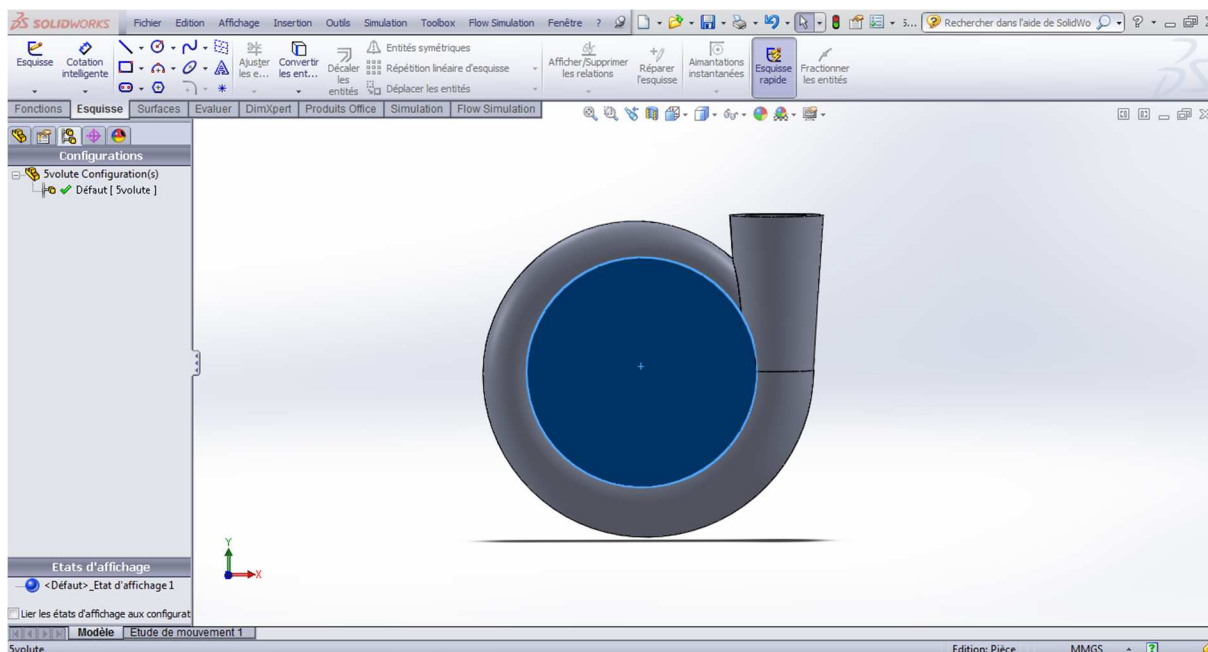 SOLIDWORKS Fichier Edition Affichage Insertion Outils Simulation Toolbox Flow Simulation Fenêtre ? 5... Rechercher dans l'aide de SolidWo ?
Esquisse Cotation intelligente
Ajuster les e... Convertir les ent... Décaler les entités
Entités symétriques
Répétition linéaire d'esquisse
Déplacer les entités
Afficher/Supprimer les relations
Réparer l'esquisse
Aimantations instantanées
Esquisse rapide
Fractionner les entités
Fonctions Esquisse Surfaces Evaluer DimXpert Produits Office Simulation Flow Simulation
Configurations
5volute Configuration(s)
Défaut [ 5volute ]
Y
X
Etats d'affichage
<Défaut>_Etat d'affichage 1
Lier les états d'affichage aux configurat
Modèle Etude de mouvement 1
5volute Edition: Pièce MMGS ?